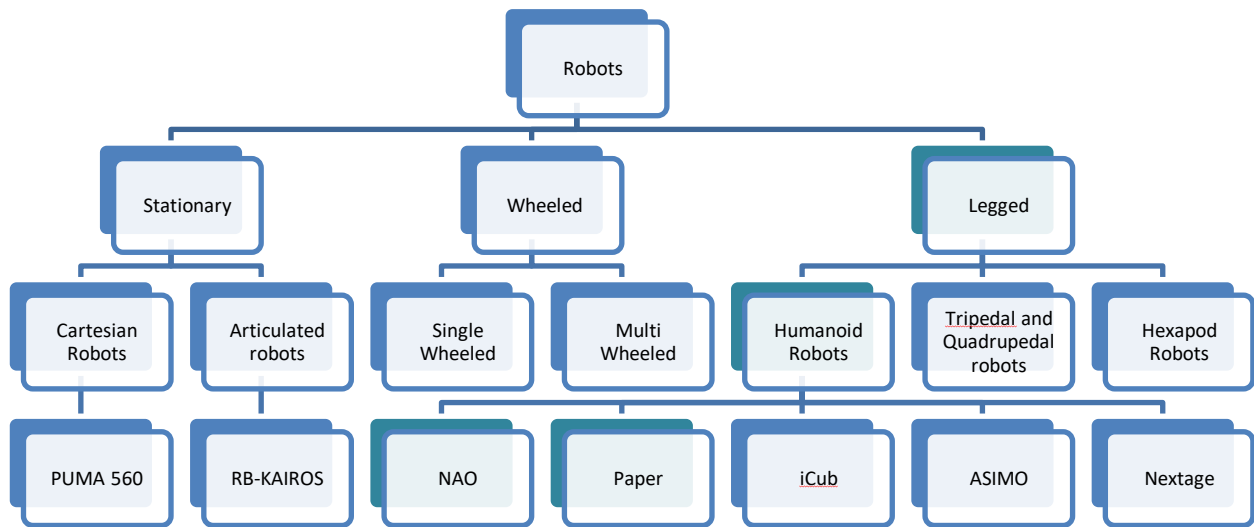 Robots
Stationary
Wheeled
Legged
Cartesian
Robots
Articulated
robots
Single
Wheeled
Multi
Wheeled
Humanoid
Robots
Tripedal and
Quadrupedal
robots
Hexapod
Robots
PUMA 560
RB-KAIROS
NAO
Paper
iCub
ASIMO
Nextage